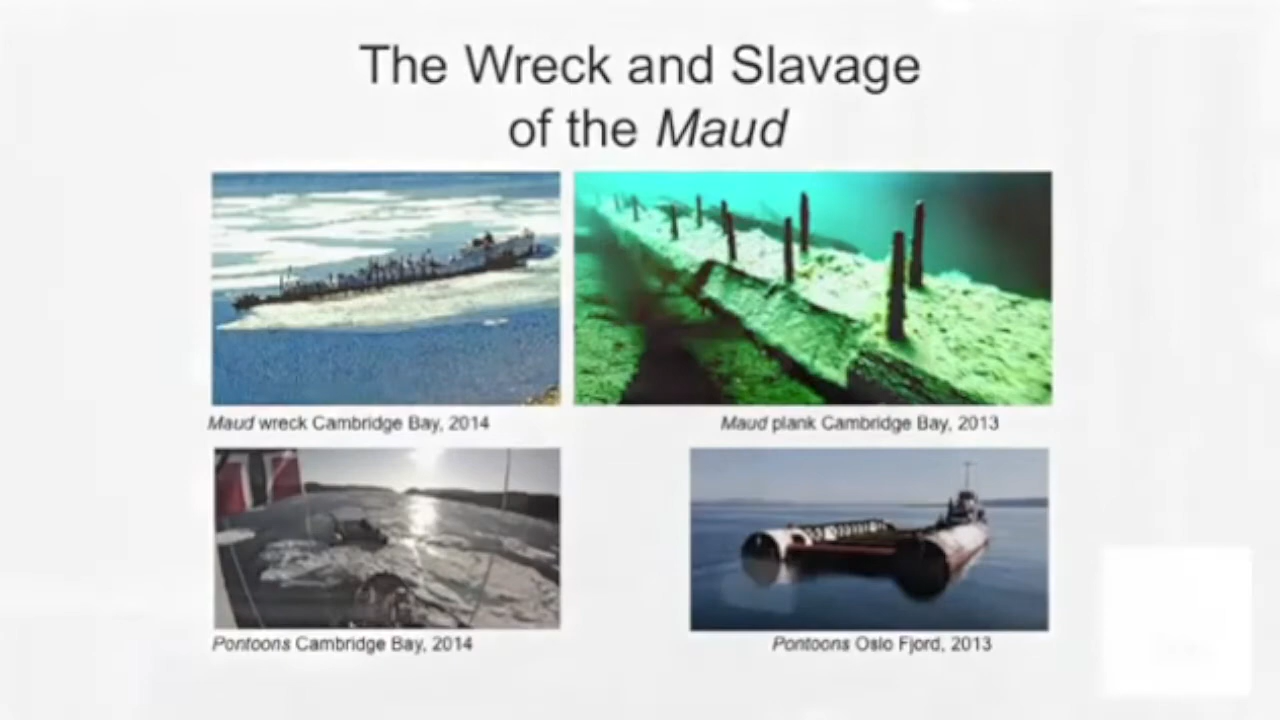 The Wreck and Slavage
of the Maud
Maud wreck Cambridge Bay, 2014
Maud plank Cambridge Bay, 2013
Pontoons Cambridge Bay, 2014
Pontoons Oslo Fjord, 2013